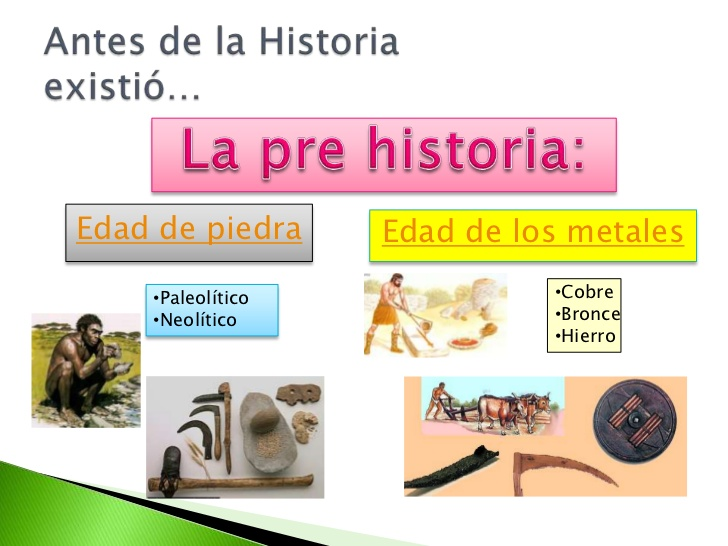 Antes de la Historia
existió...
La pre historia:
Edad de piedra
Edad de los metales
•Paleolítico
•Neolítico
•Cobre
•Bronce
•Hierro